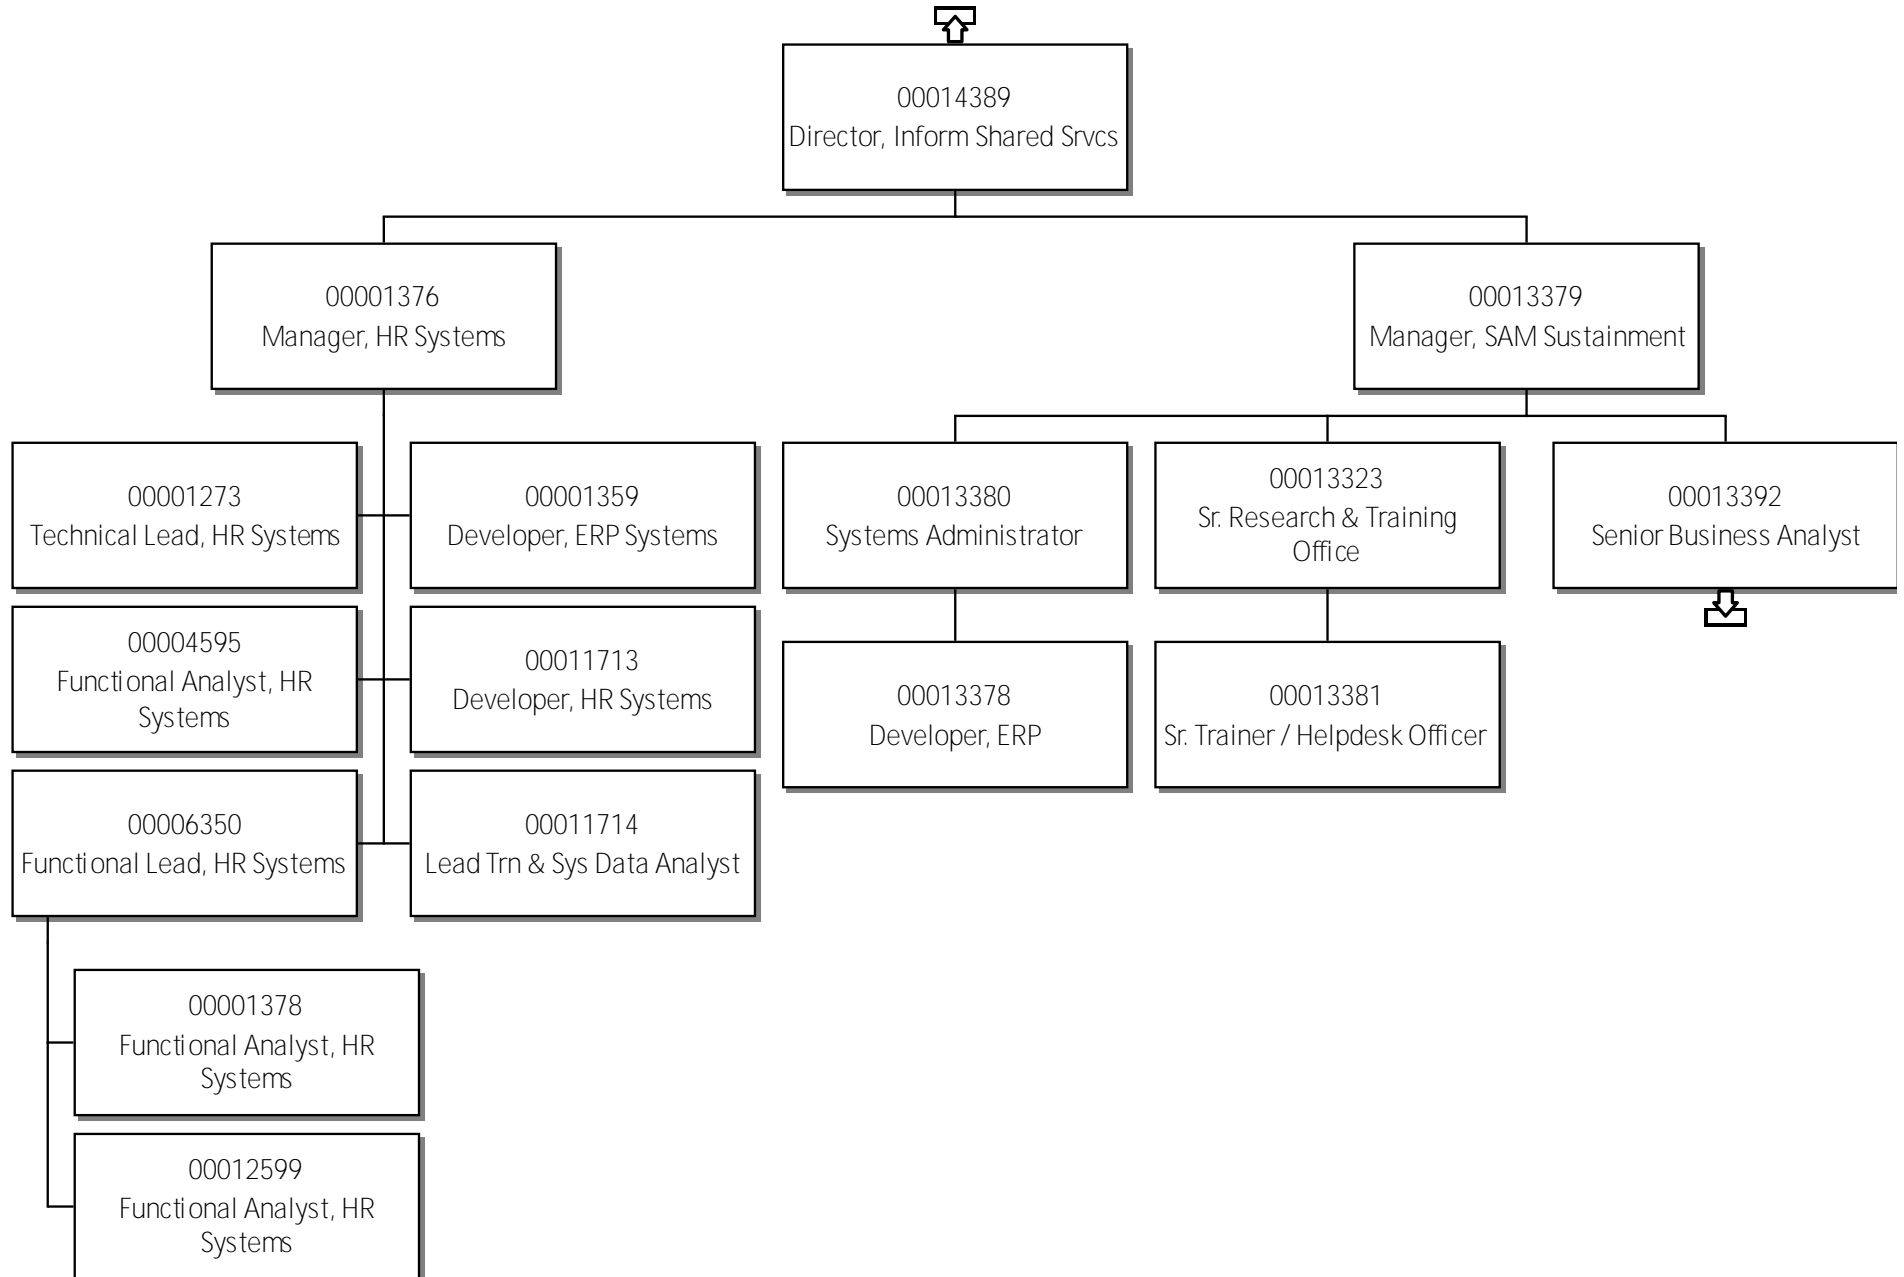 00014389
Director, Inform Shared Srvcs
00001376
Manager, HR Systems
00013379
Manager, SAM Sustainment
00001273
Technical Lead, HR Systems
00001359
Developer, ERP Systems
00013380
Systems Administrator
00013323
Sr. Research & Training
Office
00013392
Senior Business Analyst
00004595
Functional Analyst, HR
Systems
00011713
Developer, HR Systems
00013378
Developer, ERP
00013381
Sr. Trainer / Helpdesk Officer
00006350
Functional Lead, HR Systems
00011714
Lead Trn & Sys Data Analyst
00001378
Functional Analyst, HR
Systems
00012599
Functional Analyst, HR
Systems